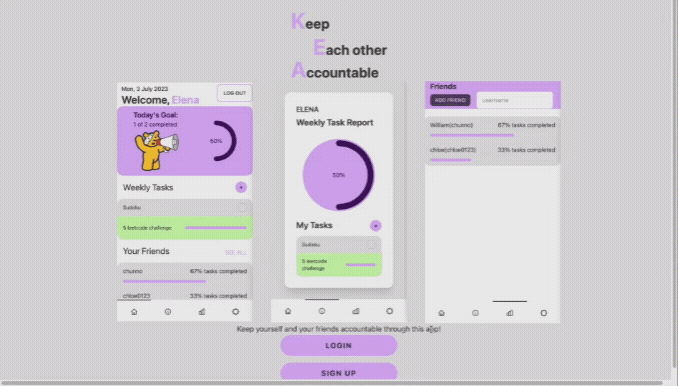 Keep
Each other
Accountable
Mon, 3 July 2023
Welcome, Elena
LOG OUT
Today's Goal:
1 of 2 completed
50%
Weekly Tasks
+
Sudoku
5 leetcode challenge
Your Friends
SEE ALL
chunno
67% tasks completed
chloe0123
33% tasks completed
ELENA
Weekly Task Report
50%
My Tasks
+
Sudoku
5 leetcode
challenge
Friends
ADD FRIEND
username
William(chunno)
67% tasks completed
chloe(chloe0123)
33% tasks completed
Keep yourself and your friends accountable through this app!
LOGIN
SIGN UP